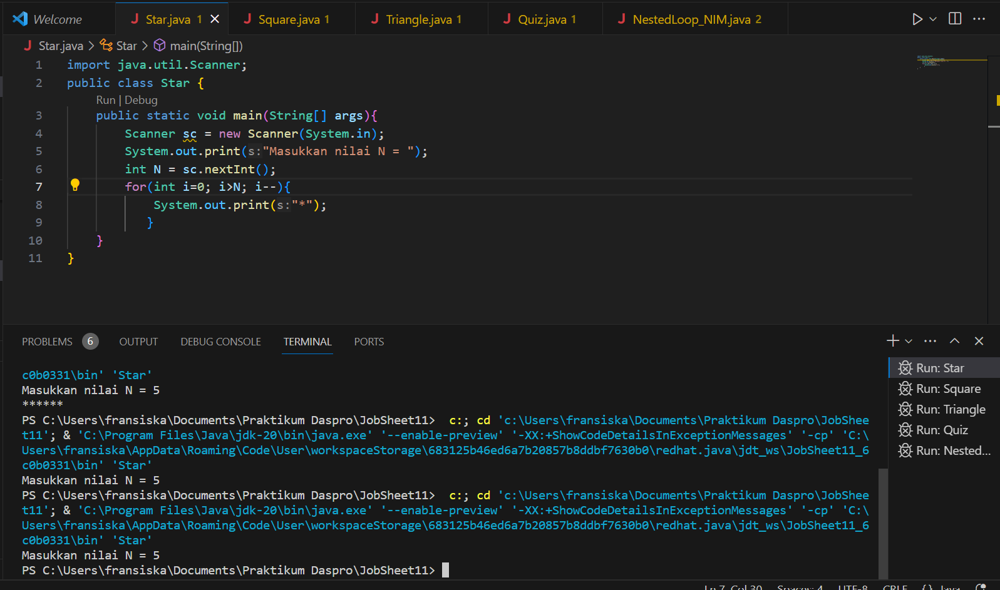 Welcome
Star.java 1
Square.java 1
Triangle.java 1
Quiz.java 1
NestedLoop_NIM.java 2
Star.java > Star > main(String[])
1 import java.util.Scanner;
2 public class Star {
Run | Debug
3 public static void main(String[] args){
4 Scanner sc = new Scanner(System.in);
5 System.out.print(s:"Masukkan nilai N = ");
6 int N = sc.nextInt();
7 for(int i=0; i>N; i--){
8 System.out.print(s:"*");
9 }
10 }
11 }
PROBLEMS 6 OUTPUT DEBUG CONSOLE TERMINAL PORTS
c0b0331\bin' 'Star'
Masukkan nilai N = 5
******
PS C:\Users\fransiska\Documents\Praktikum Daspro\JobSheet11> c:; cd 'c:\Users\fransiska\Documents\Praktikum Daspro\JobShee
t11'; & 'C:\Program Files\Java\jdk-20\bin\java.exe' '--enable-preview' '-XX:+ShowCodeDetailsInExceptionMessages' '-cp' 'C:\
Users\fransiska\AppData\Roaming\Code\User\workspaceStorage\683125b46ed6a7b20857b8ddbf7630b0\redhat.java\jdt_ws\JobSheet11_6
c0b0331\bin' 'Star'
Masukkan nilai N = 5
PS C:\Users\fransiska\Documents\Praktikum Daspro\JobSheet11> c:; cd 'c:\Users\fransiska\Documents\Praktikum Daspro\JobShee
t11'; & 'C:\Program Files\Java\jdk-20\bin\java.exe' '--enable-preview' '-XX:+ShowCodeDetailsInExceptionMessages' '-cp' 'C:\
Users\fransiska\AppData\Roaming\Code\User\workspaceStorage\683125b46ed6a7b20857b8ddbf7630b0\redhat.java\jdt_ws\JobSheet11_6
c0b0331\bin' 'Star'
Masukkan nilai N = 5
PS C:\Users\fransiska\Documents\Praktikum Daspro\JobSheet11>
Run: Star
Run: Square
Run: Triangle
Run: Quiz
Run: Nested...
Ln 7, Col 30 Spaces: 4 UTF-8 CRLF {} Java